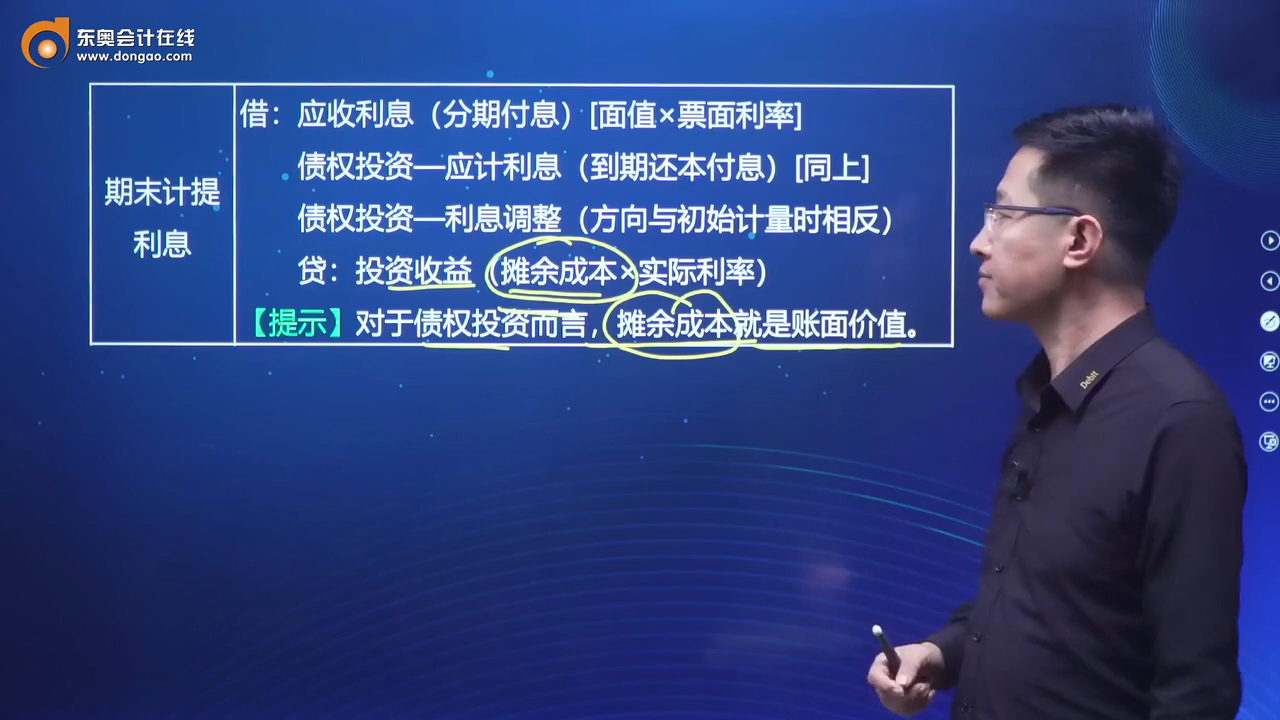 东奥会计在线
www.dongao.com
期末计提
利息
借：应收利息（分期付息）[面值×票面利率]
债权投资—应计利息（到期还本付息）[同上]
债权投资—利息调整（方向与初始计量时相反）
贷：投资收益（摊余成本×实际利率）
【提示】对于债权投资而言，摊余成本就是账面价值。
Debit